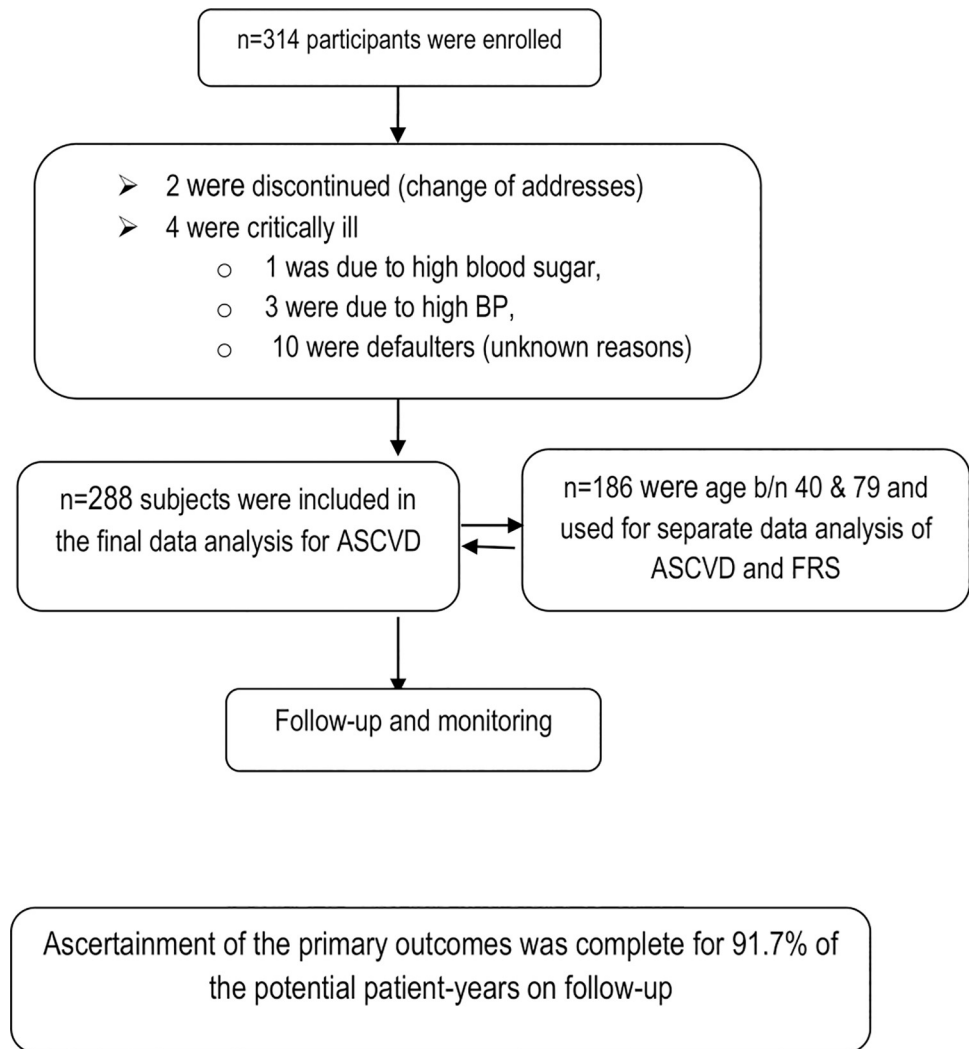 n=314 participants were enrolled
➢ 2 were discontinued (change of addresses)
➢ 4 were critically ill
o 1 was due to high blood sugar,
o 3 were due to high BP,
o 10 were defaulters (unknown reasons)
n=288 subjects were included in
the final data analysis for ASCVD
n=186 were age b/n 40 & 79 and
used for separate data analysis of
ASCVD and FRS
Follow-up and monitoring
Ascertainment of the primary outcomes was complete for 91.7% of
the potential patient-years on follow-up